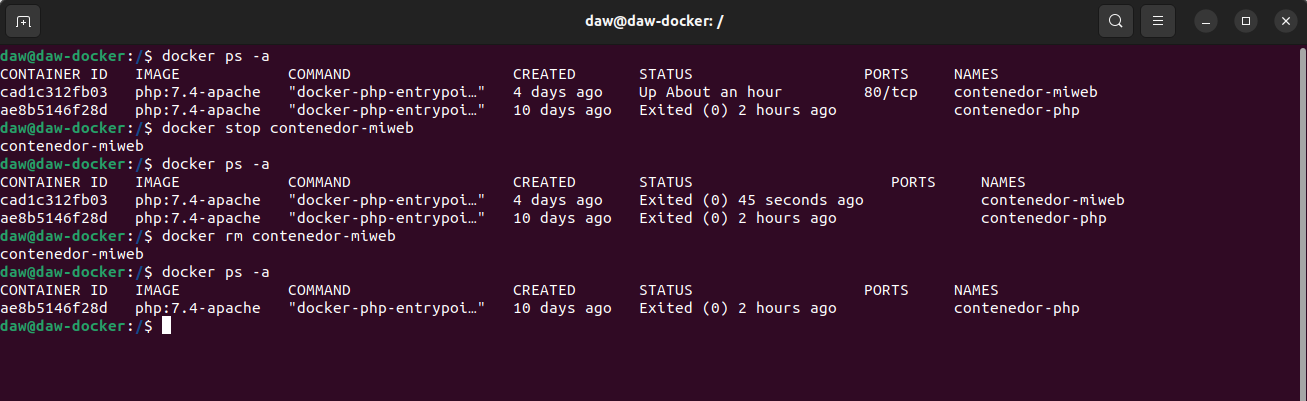 daw@daw-docker: /
daw@daw-docker:/$ docker ps -a
CONTAINER ID   IMAGE            COMMAND                  CREATED       STATUS                   PORTS     NAMES
cad1c312fb03   php:7.4-apache   "docker-php-entrypoi…"   4 days ago    Up About an hour         80/tcp    contenedor-miweb
ae8b5146f28d   php:7.4-apache   "docker-php-entrypoi…"   10 days ago   Exited (0) 2 hours ago             contenedor-php
daw@daw-docker:/$ docker stop contenedor-miweb
contenedor-miweb
daw@daw-docker:/$ docker ps -a
CONTAINER ID   IMAGE            COMMAND                  CREATED       STATUS                      PORTS     NAMES
cad1c312fb03   php:7.4-apache   "docker-php-entrypoi…"   4 days ago    Exited (0) 45 seconds ago             contenedor-miweb
ae8b5146f28d   php:7.4-apache   "docker-php-entrypoi…"   10 days ago   Exited (0) 2 hours ago                contenedor-php
daw@daw-docker:/$ docker rm contenedor-miweb
contenedor-miweb
daw@daw-docker:/$ docker ps -a
CONTAINER ID   IMAGE            COMMAND                  CREATED       STATUS                   PORTS     NAMES
ae8b5146f28d   php:7.4-apache   "docker-php-entrypoi…"   10 days ago   Exited (0) 2 hours ago             contenedor-php
daw@daw-docker:/$